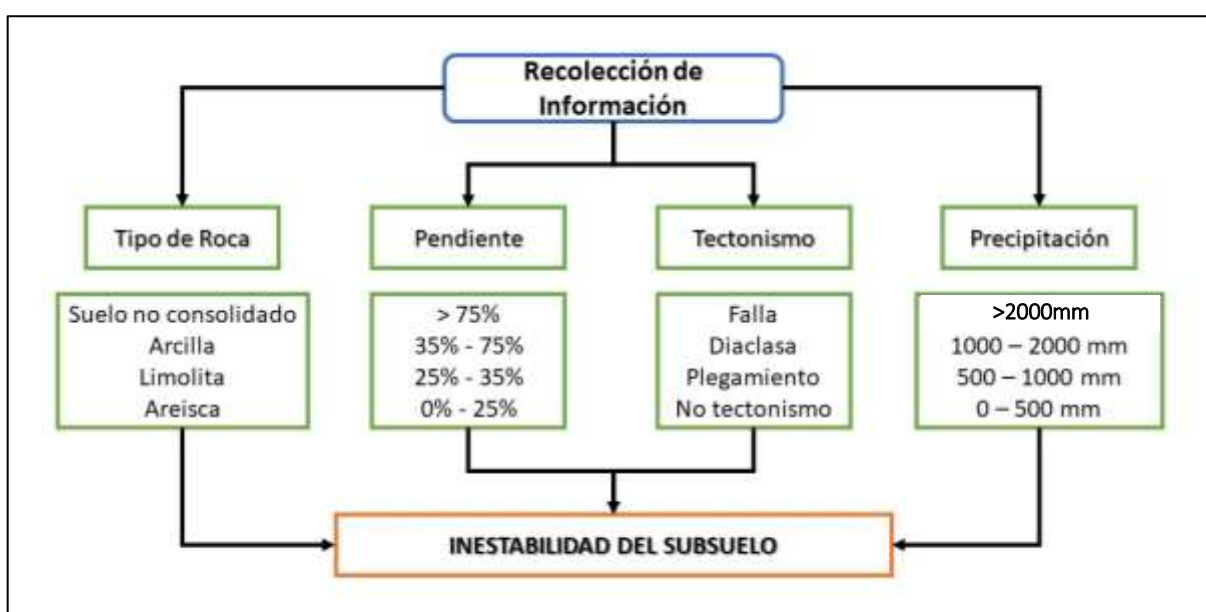 Recolección de
Información
Tipo de Roca
Pendiente
Tectonismo
Precipitación
Suelo no consolidado
Arcilla
Limolita
Areisca
> 75%
35% - 75%
25% - 35%
0% - 25%
Falla
Diaclasa
Plegamiento
No tectonismo
>2000mm
1000 – 2000 mm
500 – 1000 mm
0 – 500 mm
INESTABILIDAD DEL SUBSUELO